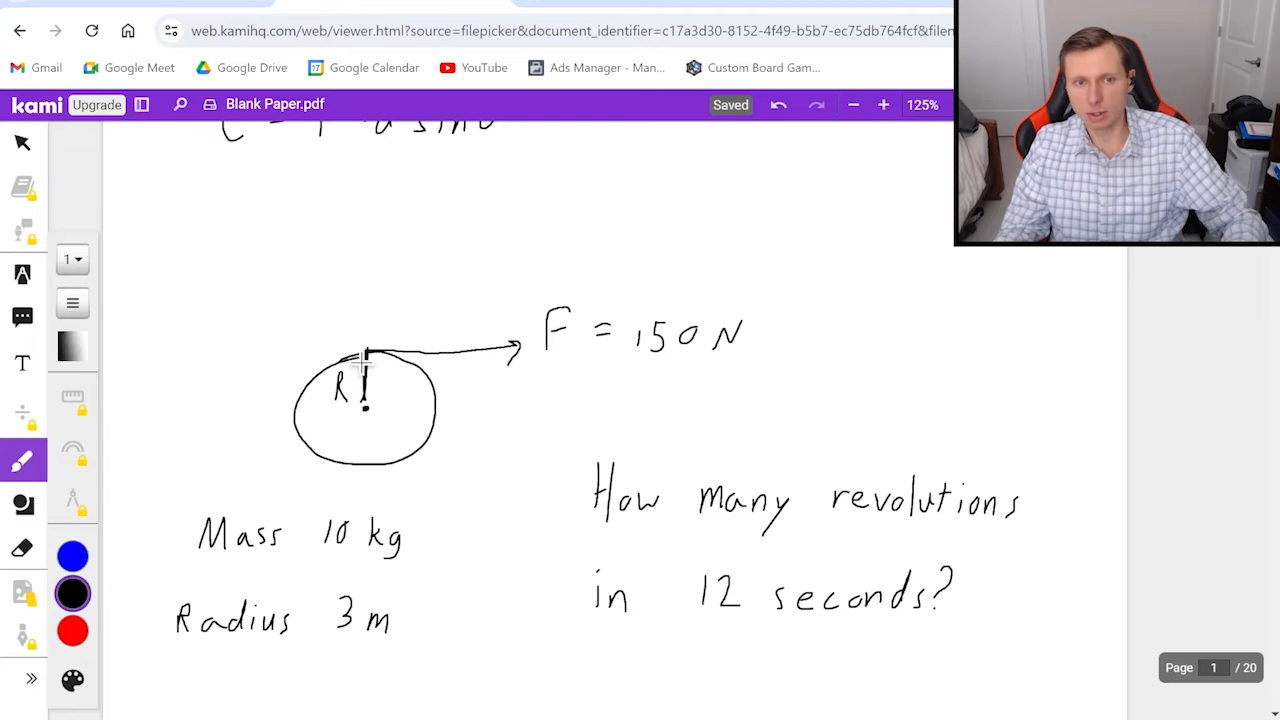 web.kamihq.com/web/viewer.html?source=filepicker&document_identifier=c17a3d30-8152-4f49-b5b7-ec75db764fcf&filen
Gmail Google Meet Google Drive 17 Google Calendar YouTube Ads Manager - Man... Custom Board Gam...
kami Upgrade Blank Paper.pdf Saved 125%
F = 150 N
R
1
T
How many revolutions
Mass 10 kg
in 12 seconds?
Radius 3 m
Page 1 / 20